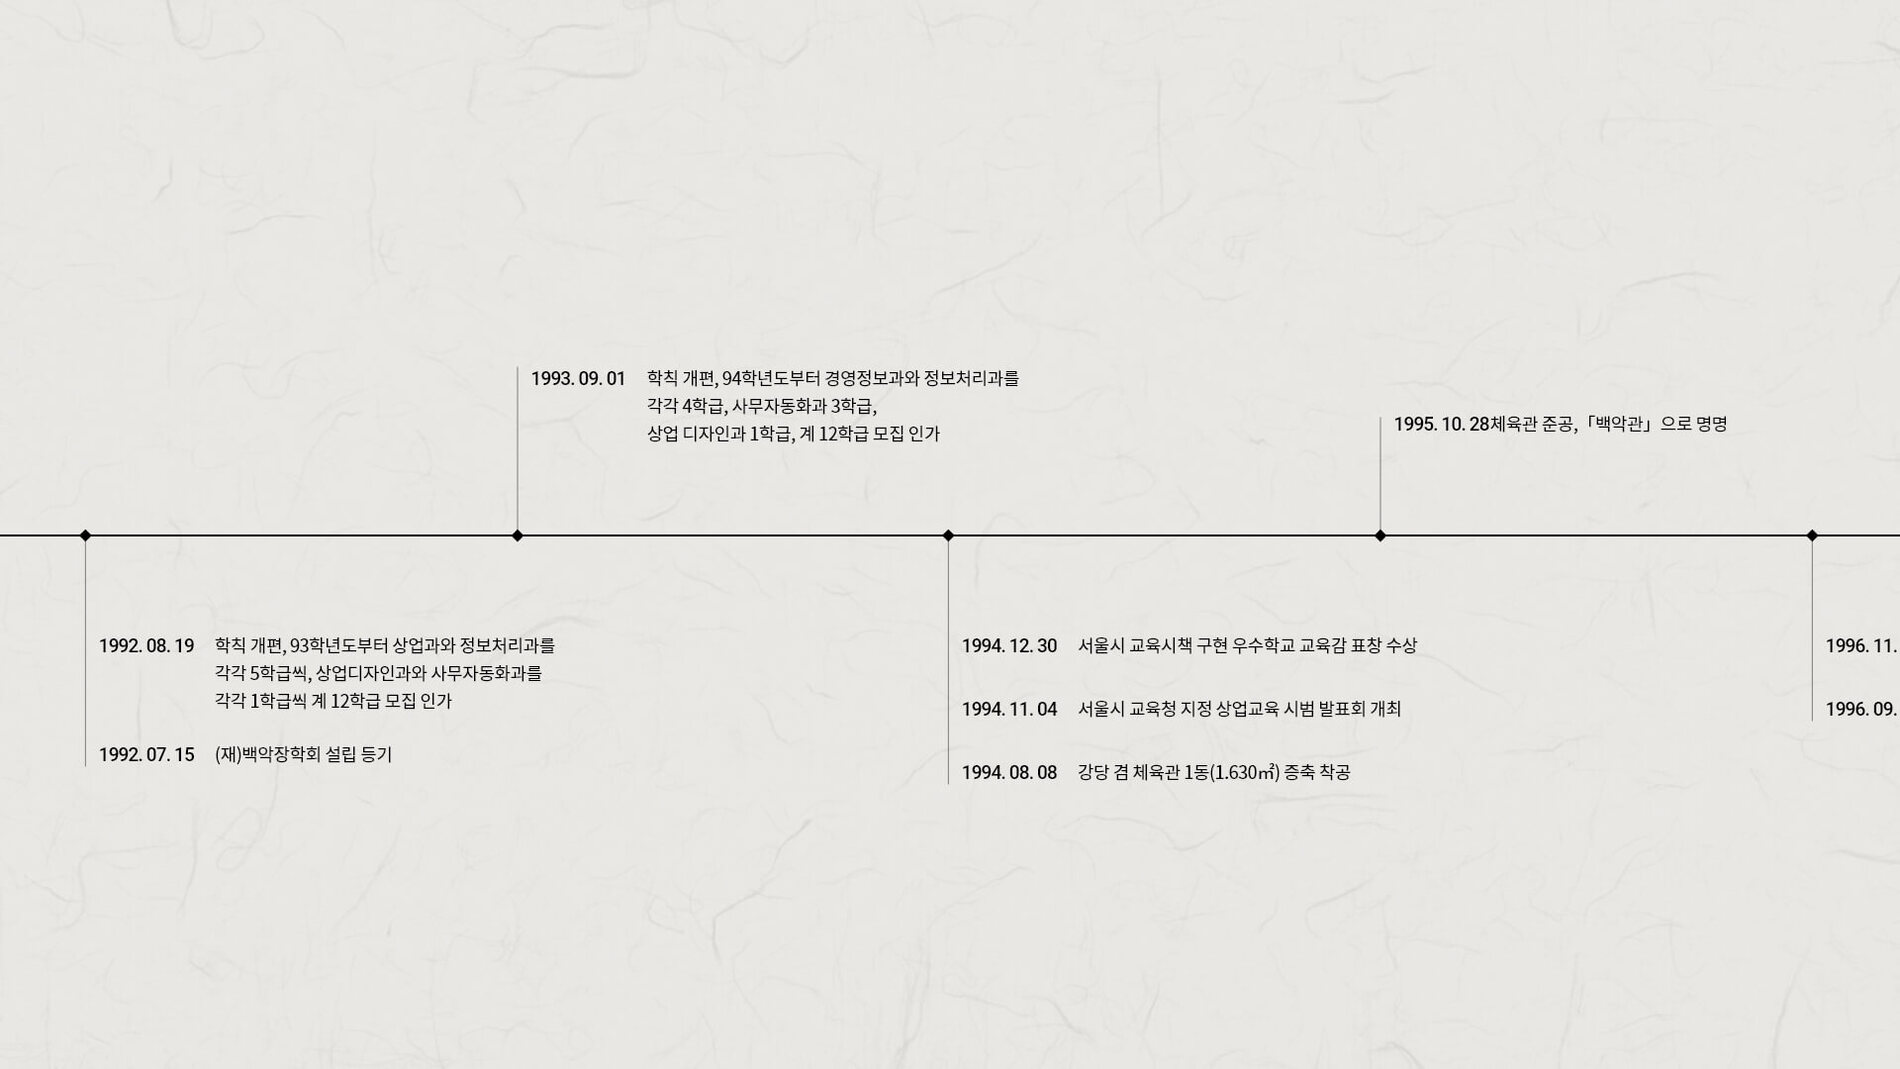 1992. 08. 19 학칙 개편, 93학년도부터 상업과와 정보처리과를
각각 5학급씩, 상업디자인과와 사무자동화과를
각각 1학급씩 계 12학급 모집 인가
1992. 07. 15 (재)백악장학회 설립 등기
1993. 09. 01 학칙 개편, 94학년도부터 경영정보과와 정보처리과를
각각 4학급, 사무자동화과 3학급,
상업 디자인과 1학급, 계 12학급 모집 인가
1994. 12. 30 서울시 교육시책 구현 우수학교 교육감 표창 수상
1994. 11. 04 서울시 교육청 지정 상업교육 시범 발표회 개최
1994. 08. 08 강당 겸 체육관 1동(1.630㎡) 증축 착공
1995. 10. 28체육관 준공,「백악관」으로 명명
1996. 11.
1996. 09.